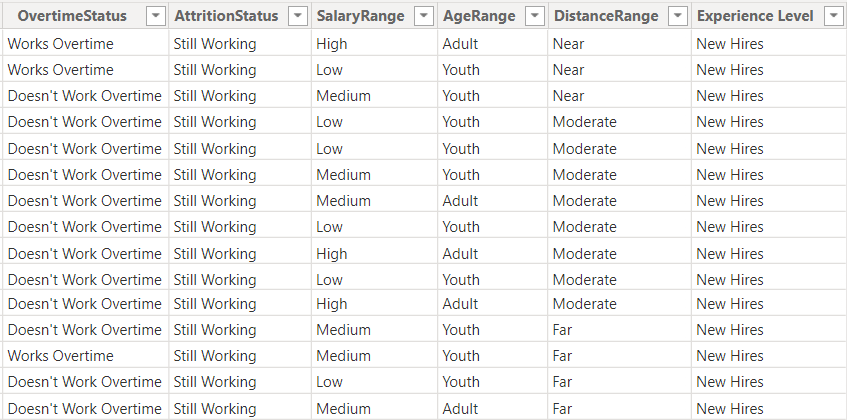 OvertimeStatus AttritionStatus SalaryRange AgeRange DistanceRange Experience Level
Works Overtime Still Working High Adult Near New Hires
Works Overtime Still Working Low Youth Near New Hires
Doesn't Work Overtime Still Working Medium Youth Near New Hires
Doesn't Work Overtime Still Working Low Youth Moderate New Hires
Doesn't Work Overtime Still Working Low Youth Moderate New Hires
Doesn't Work Overtime Still Working Medium Youth Moderate New Hires
Doesn't Work Overtime Still Working Medium Adult Moderate New Hires
Doesn't Work Overtime Still Working Low Youth Moderate New Hires
Doesn't Work Overtime Still Working High Adult Moderate New Hires
Doesn't Work Overtime Still Working Low Youth Moderate New Hires
Doesn't Work Overtime Still Working High Adult Moderate New Hires
Doesn't Work Overtime Still Working Medium Youth Far New Hires
Works Overtime Still Working Medium Youth Far New Hires
Doesn't Work Overtime Still Working Low Youth Far New Hires
Doesn't Work Overtime Still Working Medium Adult Far New Hires